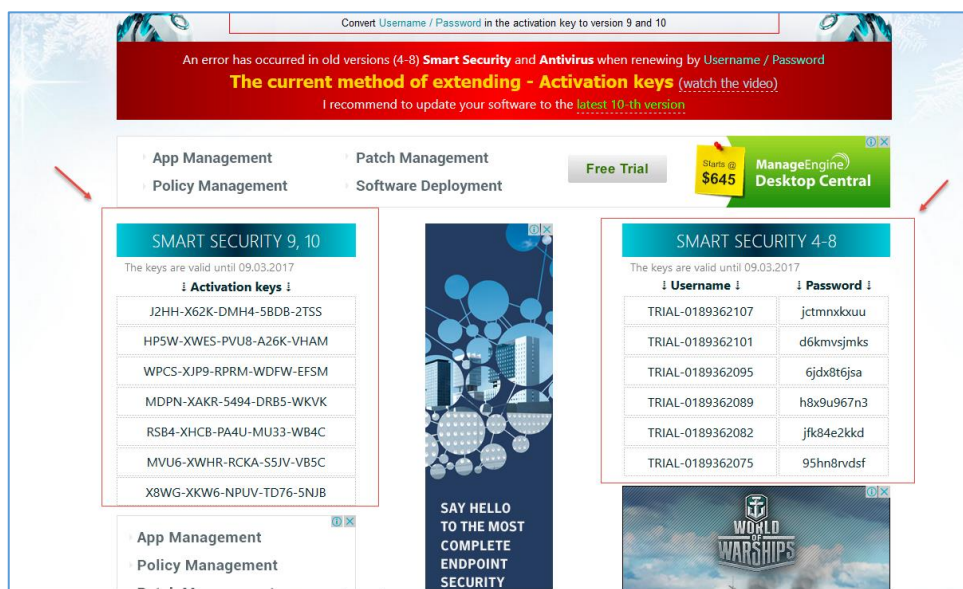 Convert Username / Password in the activation key to version 9 and 10
An error has occurred in old versions (4-8) Smart Security and Antivirus when renewing by Username / Password
The current method of extending - Activation keys (watch the video)
I recommend to update your software to the latest 10-th version
App Management
Patch Management
Policy Management
Software Deployment
Free Trial
Starts @
$645
ManageEngine
Desktop Central
SMART SECURITY 9, 10
The keys are valid until 09.03.2017
↓ Activation keys ↓
J2HH-X62K-DMH4-5BDB-2TSS
HP5W-XWES-PVU8-A26K-VHAM
WPCS-XJP9-RPRM-WDFW-EFSM
MDPN-XAKR-5494-DRB5-WKVK
RSB4-XHCB-PA4U-MU33-WB4C
MVU6-XWHR-RCKA-S5JV-VB5C
X8WG-XKW6-NPUV-TD76-5NJB
App Management
Policy Management
SAY HELLO
TO THE MOST
COMPLETE
ENDPOINT
SECURITY
SMART SECURITY 4-8
The keys are valid until 09.03.2017
↓ Username ↓ ↓ Password ↓
TRIAL-0189362107 jctmnxkxuu
TRIAL-0189362101 d6kmvsjmks
TRIAL-0189362095 6jdx8t6jsa
TRIAL-0189362089 h8x9u967n3
TRIAL-0189362082 jfk84e2kkd
TRIAL-0189362075 95hn8rvdsf
WORLD
OF
WARSHIPS